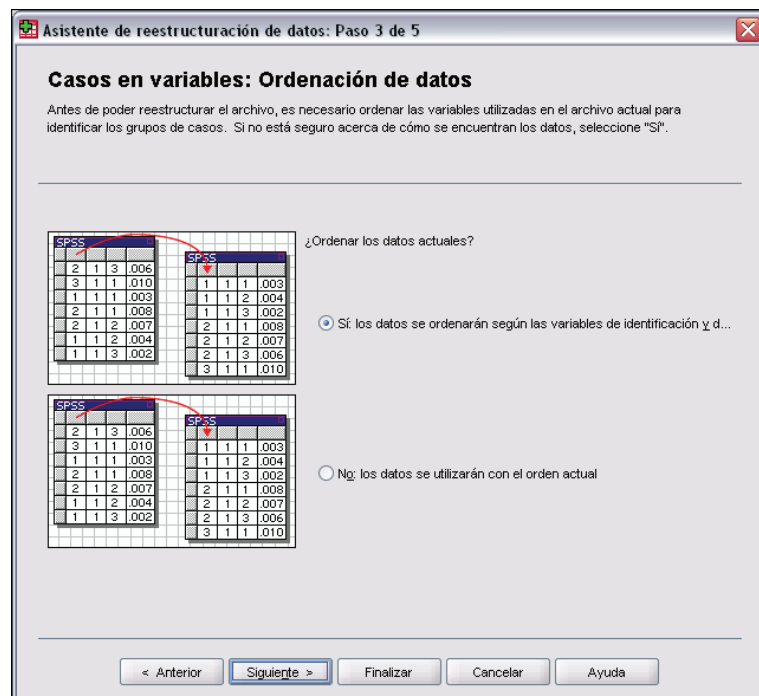 Asistente de reestructuración de datos: Paso 3 de 5
Casos en variables: Ordenación de datos
Antes de poder reestructurar el archivo, es necesario ordenar las variables utilizadas en el archivo actual para
identificar los grupos de casos. Si no está seguro acerca de cómo se encuentran los datos, seleccione "Sí".
SPSS
2 1 3 .006
3 1 1 .010
1 1 1 .003
2 1 1 .008
2 1 2 .007
1 1 2 .004
1 1 3 .002
SPSS
1 1 1 .003
1 1 2 .004
1 1 3 .002
2 1 1 .008
2 1 2 .007
2 1 3 .006
3 1 1 .010
¿Ordenar los datos actuales?
Sí: los datos se ordenarán según las variables de identificación y d...
SPSS
2 1 3 .006
3 1 1 .010
1 1 1 .003
2 1 1 .008
2 1 2 .007
1 1 2 .004
1 1 3 .002
SPSS
1 1 1 .003
1 1 2 .004
1 1 3 .002
2 1 1 .008
2 1 2 .007
2 1 3 .006
3 1 1 .010
No: los datos se utilizarán con el orden actual
< Anterior
Siguiente >
Finalizar
Cancelar
Ayuda